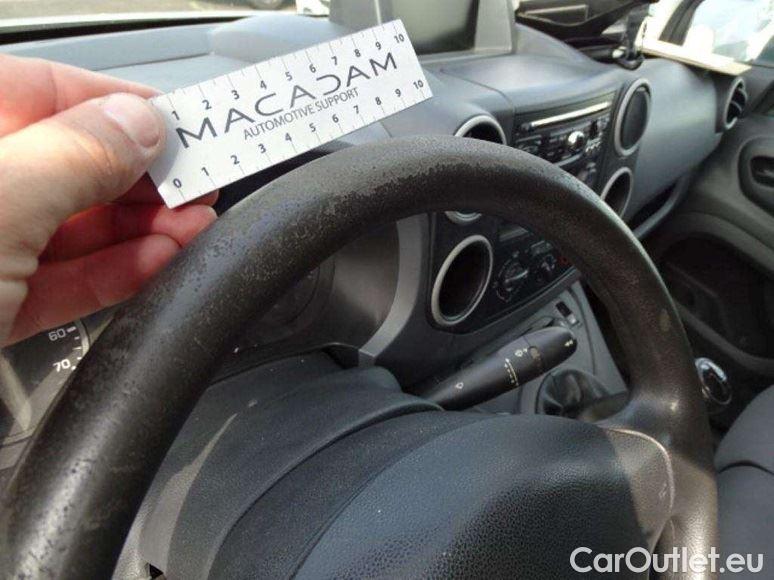 1 2 3 4 5 6 7 8 9 10
MACADAM
AUTOMOTIVE SUPPORT
0 1 2 3 4 5 6 7 8 9 10
60
70
CarOutlet.eu